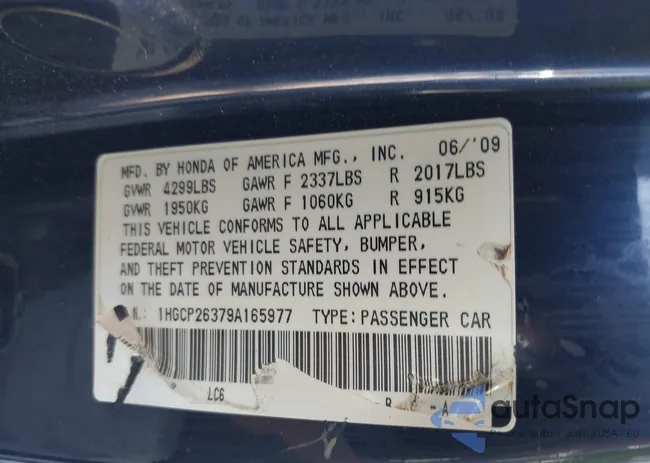 MFD. BY HONDA OF AMERICA MFG., INC. 06/'09
GVWR 4299LBS GAWR F 2337LBS R 2017LBS
GVWR 1950KG GAWR F 1060KG R 915KG
THIS VEHICLE CONFORMS TO ALL APPLICABLE
FEDERAL MOTOR VEHICLE SAFETY, BUMPER,
AND THEFT PREVENTION STANDARDS IN EFFECT
ON THE DATE OF MANUFACTURE SHOWN ABOVE.
N.: 1HGCP26379A165977 TYPE:PASSENGER CAR
LCG
-A
autaSnap